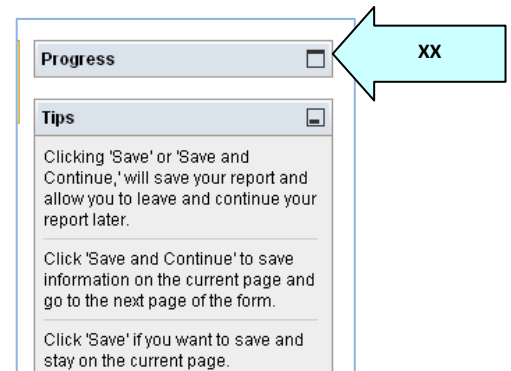 Progress
XX
Tips
Clicking 'Save' or 'Save and
Continue,' will save your report and
allow you to leave and continue your
report later.
Click 'Save and Continue' to save
information on the current page and
go to the next page of the form.
Click 'Save' if you want to save and
stay on the current page.